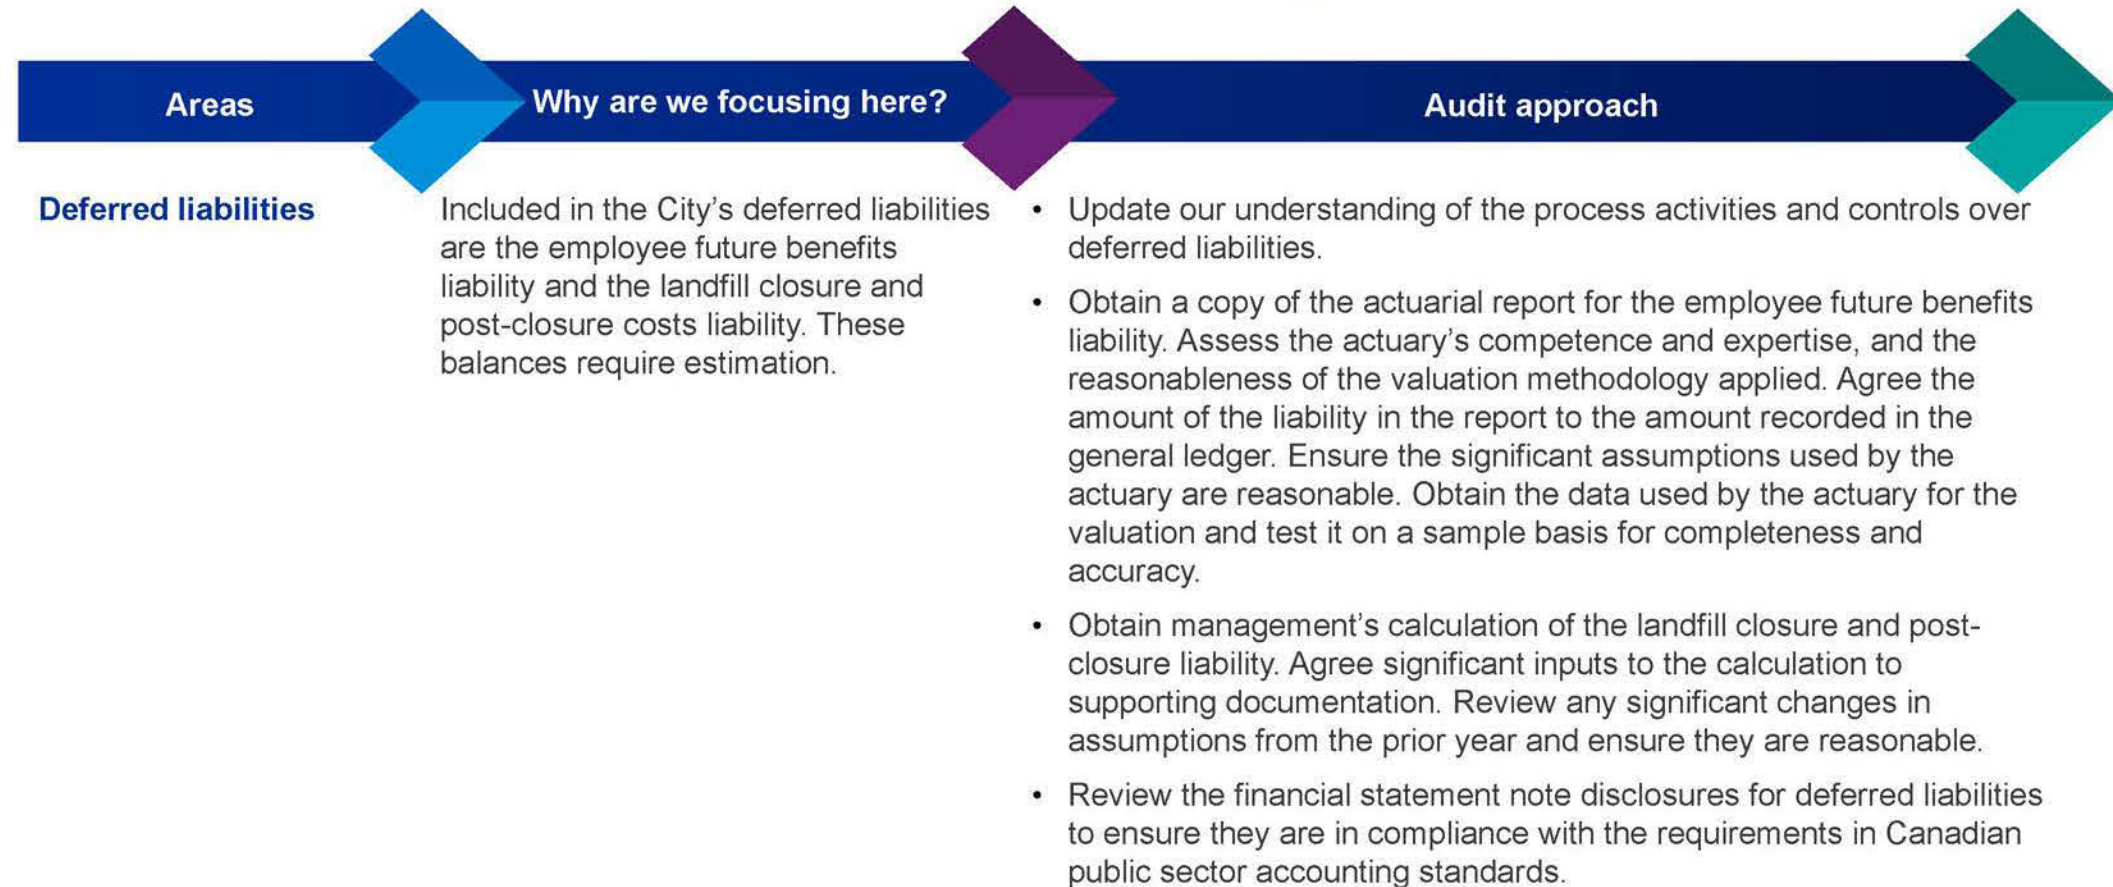 Areas
Why are we focusing here?
Audit approach
Deferred liabilities
Included in the City's deferred liabilities
are the employee future benefits
liability and the landfill closure and
post-closure costs liability. These
balances require estimation.
• Update our understanding of the process activities and controls over
deferred liabilities.
• Obtain a copy of the actuarial report for the employee future benefits
liability. Assess the actuary's competence and expertise, and the
reasonableness of the valuation methodology applied. Agree the
amount of the liability in the report to the amount recorded in the
general ledger. Ensure the significant assumptions used by the
actuary are reasonable. Obtain the data used by the actuary for the
valuation and test it on a sample basis for completeness and
accuracy.
• Obtain management's calculation of the landfill closure and post-
closure liability. Agree significant inputs to the calculation to
supporting documentation. Review any significant changes in
assumptions from the prior year and ensure they are reasonable.
• Review the financial statement note disclosures for deferred liabilities
to ensure they are in compliance with the requirements in Canadian
public sector accounting standards.